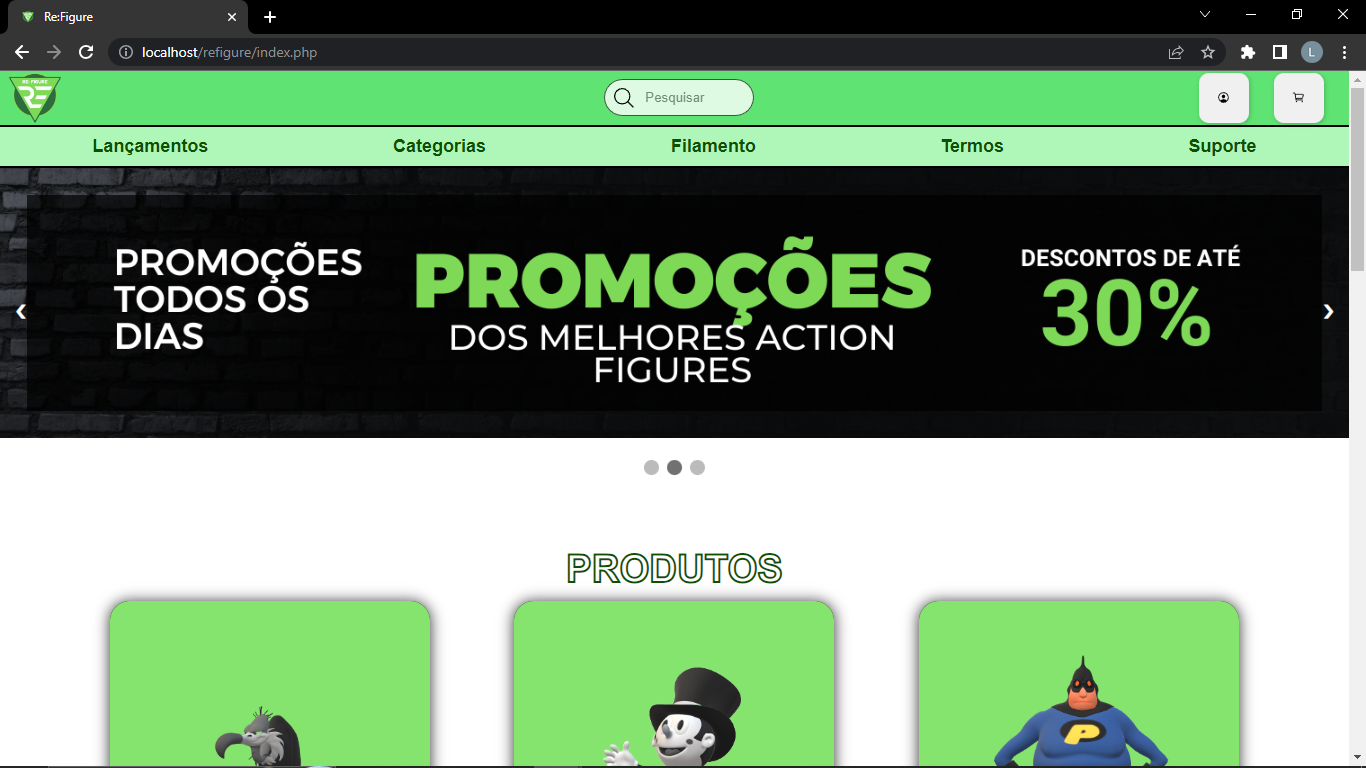 Re:Figure
localhost/refigure/index.php
L
RE FIGURE
RE
Pesquisar
Lançamentos Categorias Filamento Termos Suporte
PROMOÇÕES
TODOS OS
DIAS
PROMOÇÕES
DOS MELHORES ACTION
FIGURES
DESCONTOS DE ATÉ
30%
PRODUTOS
P